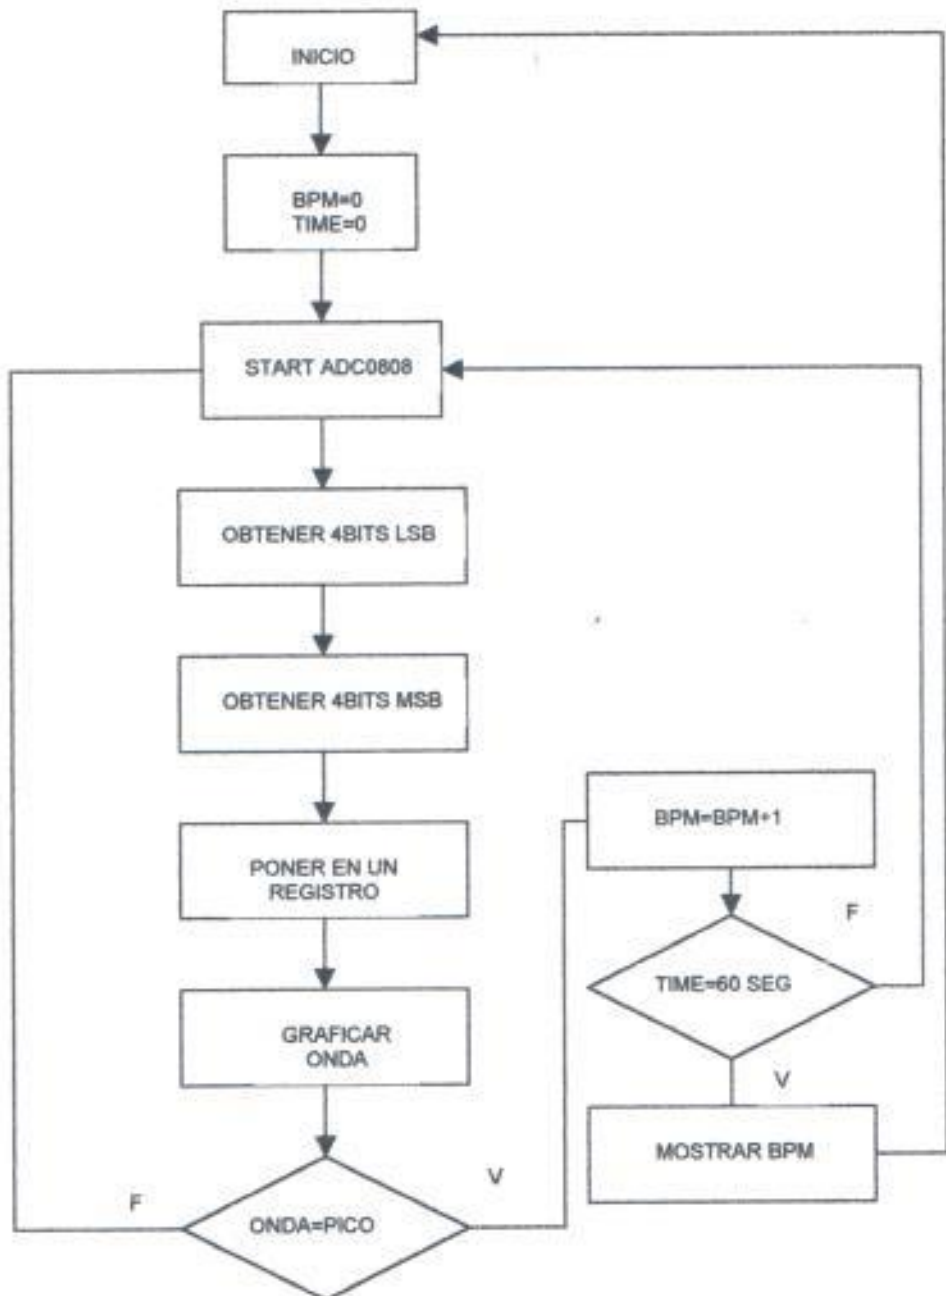 INICIO
BPM=0
TIME=0
START ADC0808
OBTENER 4BITS LSB
OBTENER 4BITS MSB
PONER EN UN
REGISTRO
GRAFICAR
ONDA
ONDA=PICO
F
V
BPM=BPM+1
TIME=60 SEG
F
V
MOSTRAR BPM